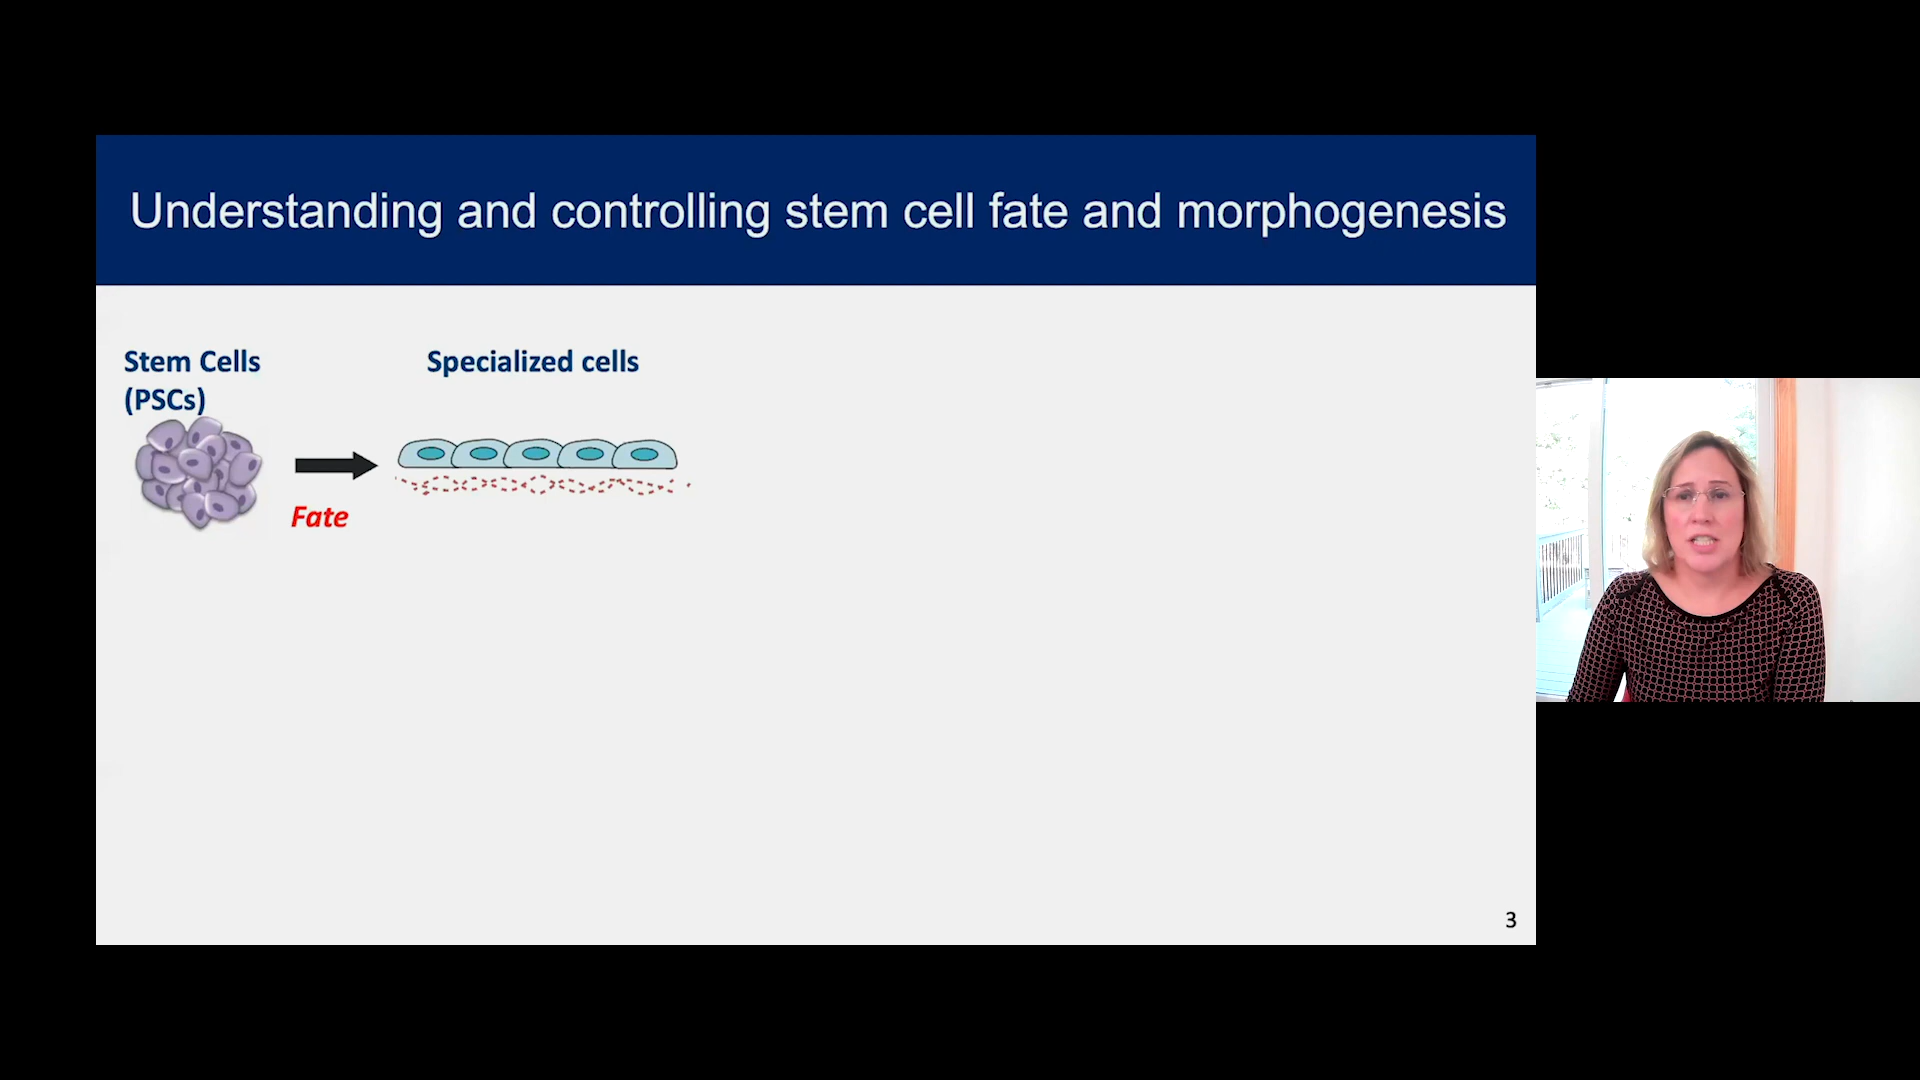 Understanding and controlling stem cell fate and morphogenesis
Stem Cells
(PSCs)
Specialized cells
Fate
3